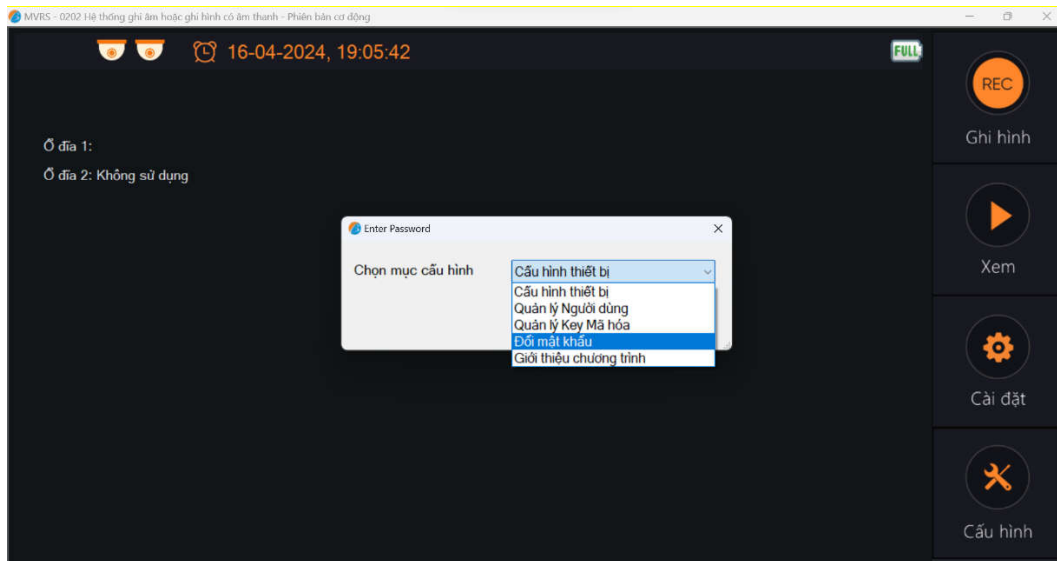 MVRS - 0202 Hệ thống ghi âm hoặc ghi hình có âm thanh - Phiên bản cơ động
16-04-2024, 19:05:42
FULL
REC
Ghi hình
Ổ đĩa 1:
Ổ đĩa 2: Không sử dụng
Enter Password
Chọn mục cấu hình
Cấu hình thiết bị
Cấu hình thiết bị
Quản lý Người dùng
Quản lý Key Mã hóa
Đổi mật khẩu
Giới thiệu chương trình
Xem
Cài đặt
Cấu hình